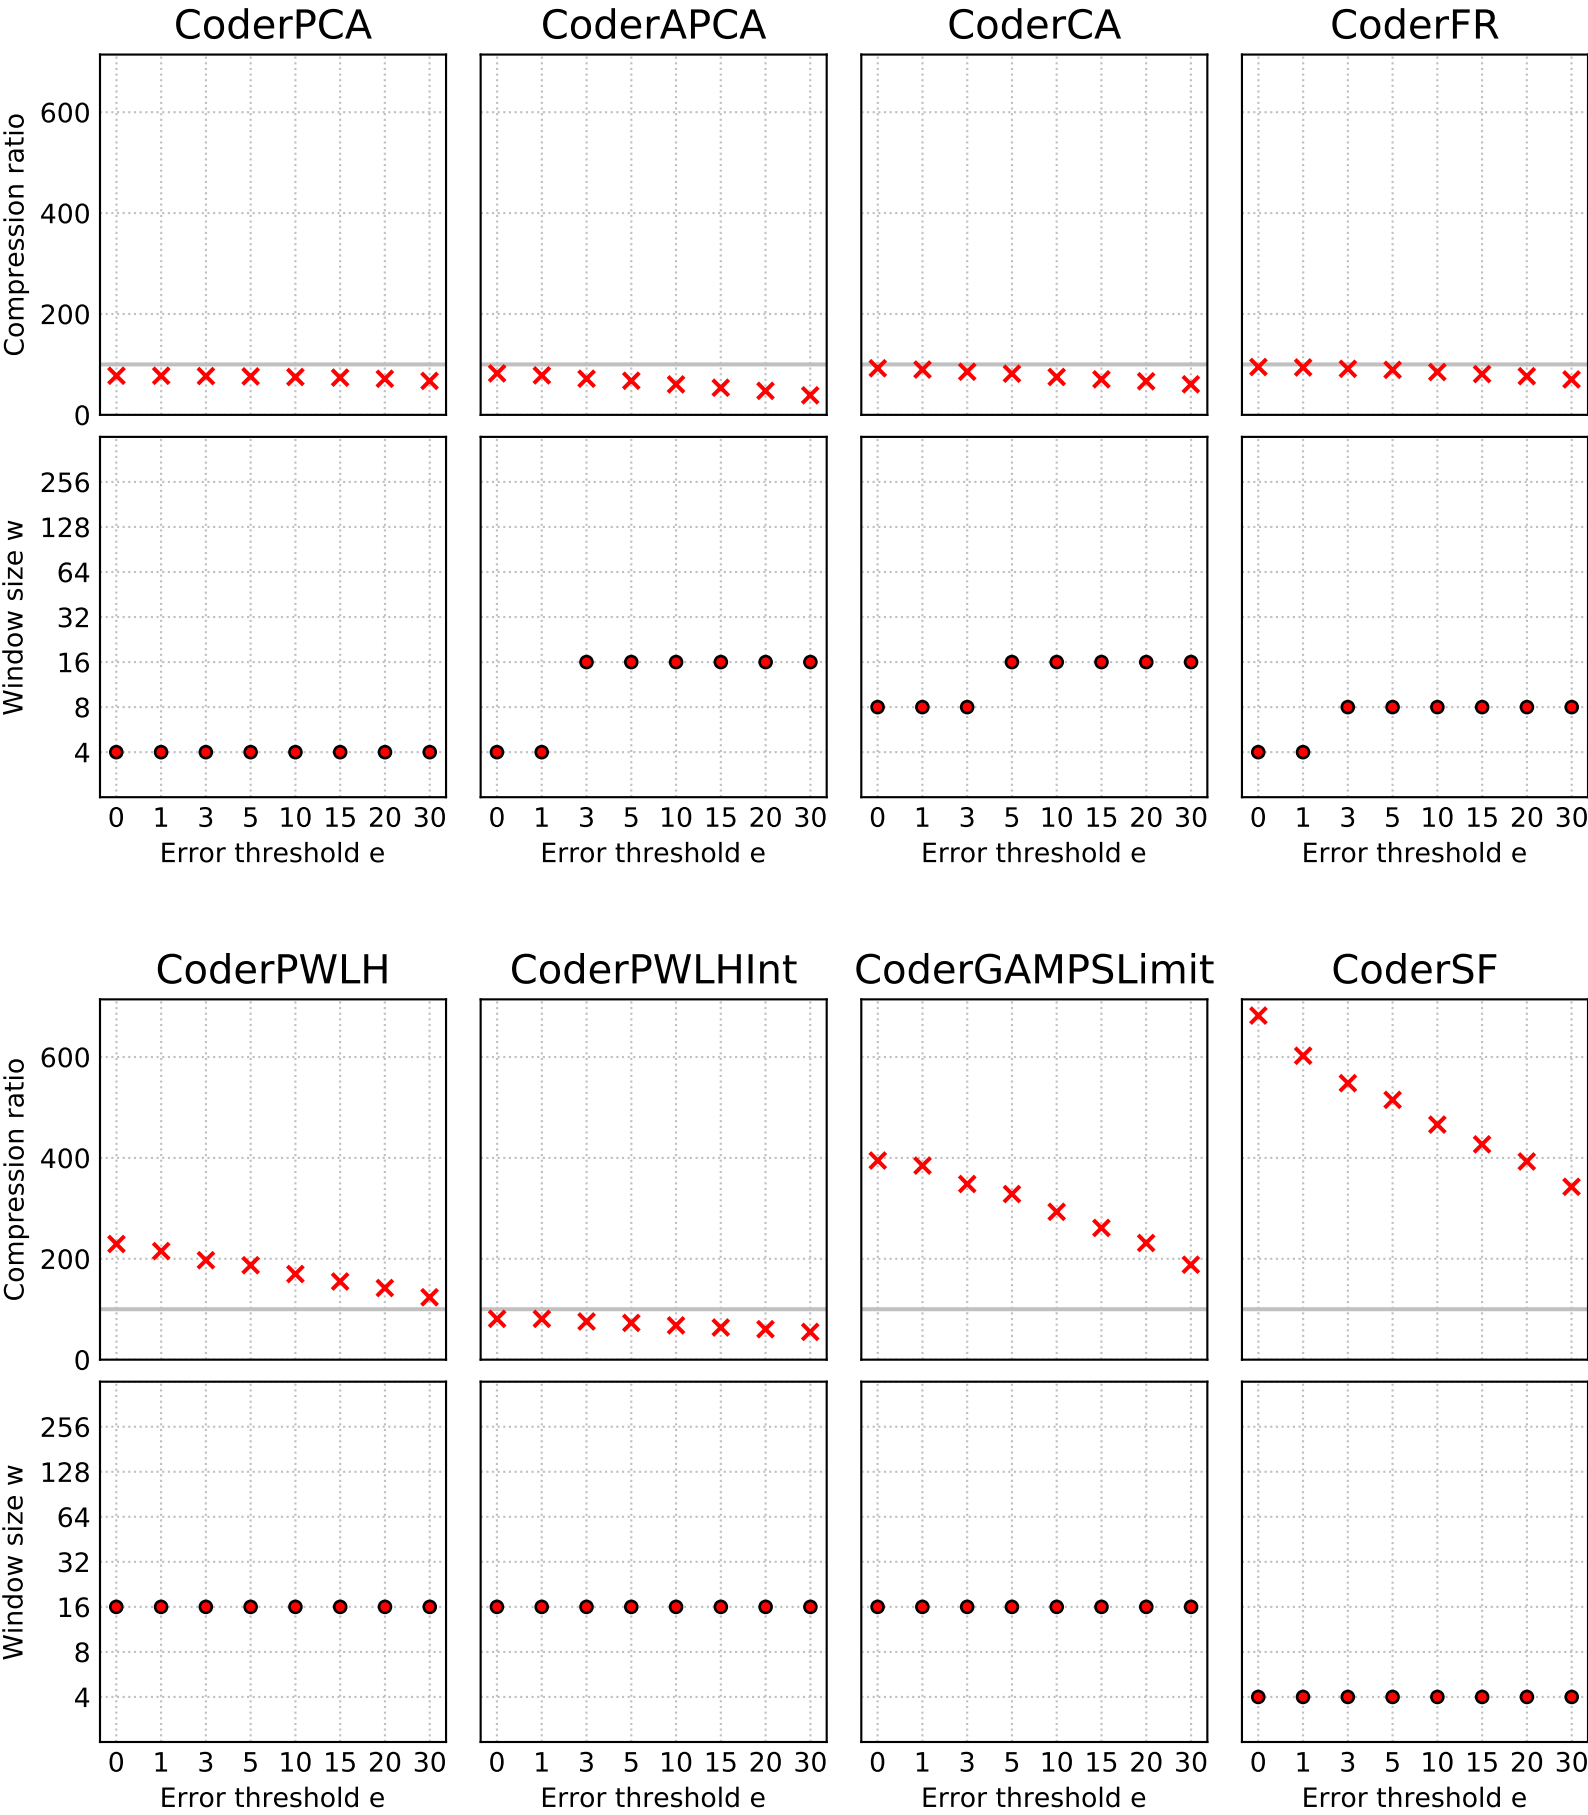 CoderPCA CoderAPCA CoderCA CoderFR
Compression ratio
600
400
200
0
Window size w
256
128
64
32
16
8
4
0 1 3 5 10 15 20 30 0 1 3 5 10 15 20 30 0 1 3 5 10 15 20 30 0 1 3 5 10 15 20 30
Error threshold e Error threshold e Error threshold e Error threshold e
CoderPWLH CoderPWLHInt CoderGAMPSLimit CoderSF
Compression ratio
600
400
200
0
Window size w
256
128
64
32
16
8
4
0 1 3 5 10 15 20 30 0 1 3 5 10 15 20 30 0 1 3 5 10 15 20 30 0 1 3 5 10 15 20 30
Error threshold e Error threshold e Error threshold e Error threshold e